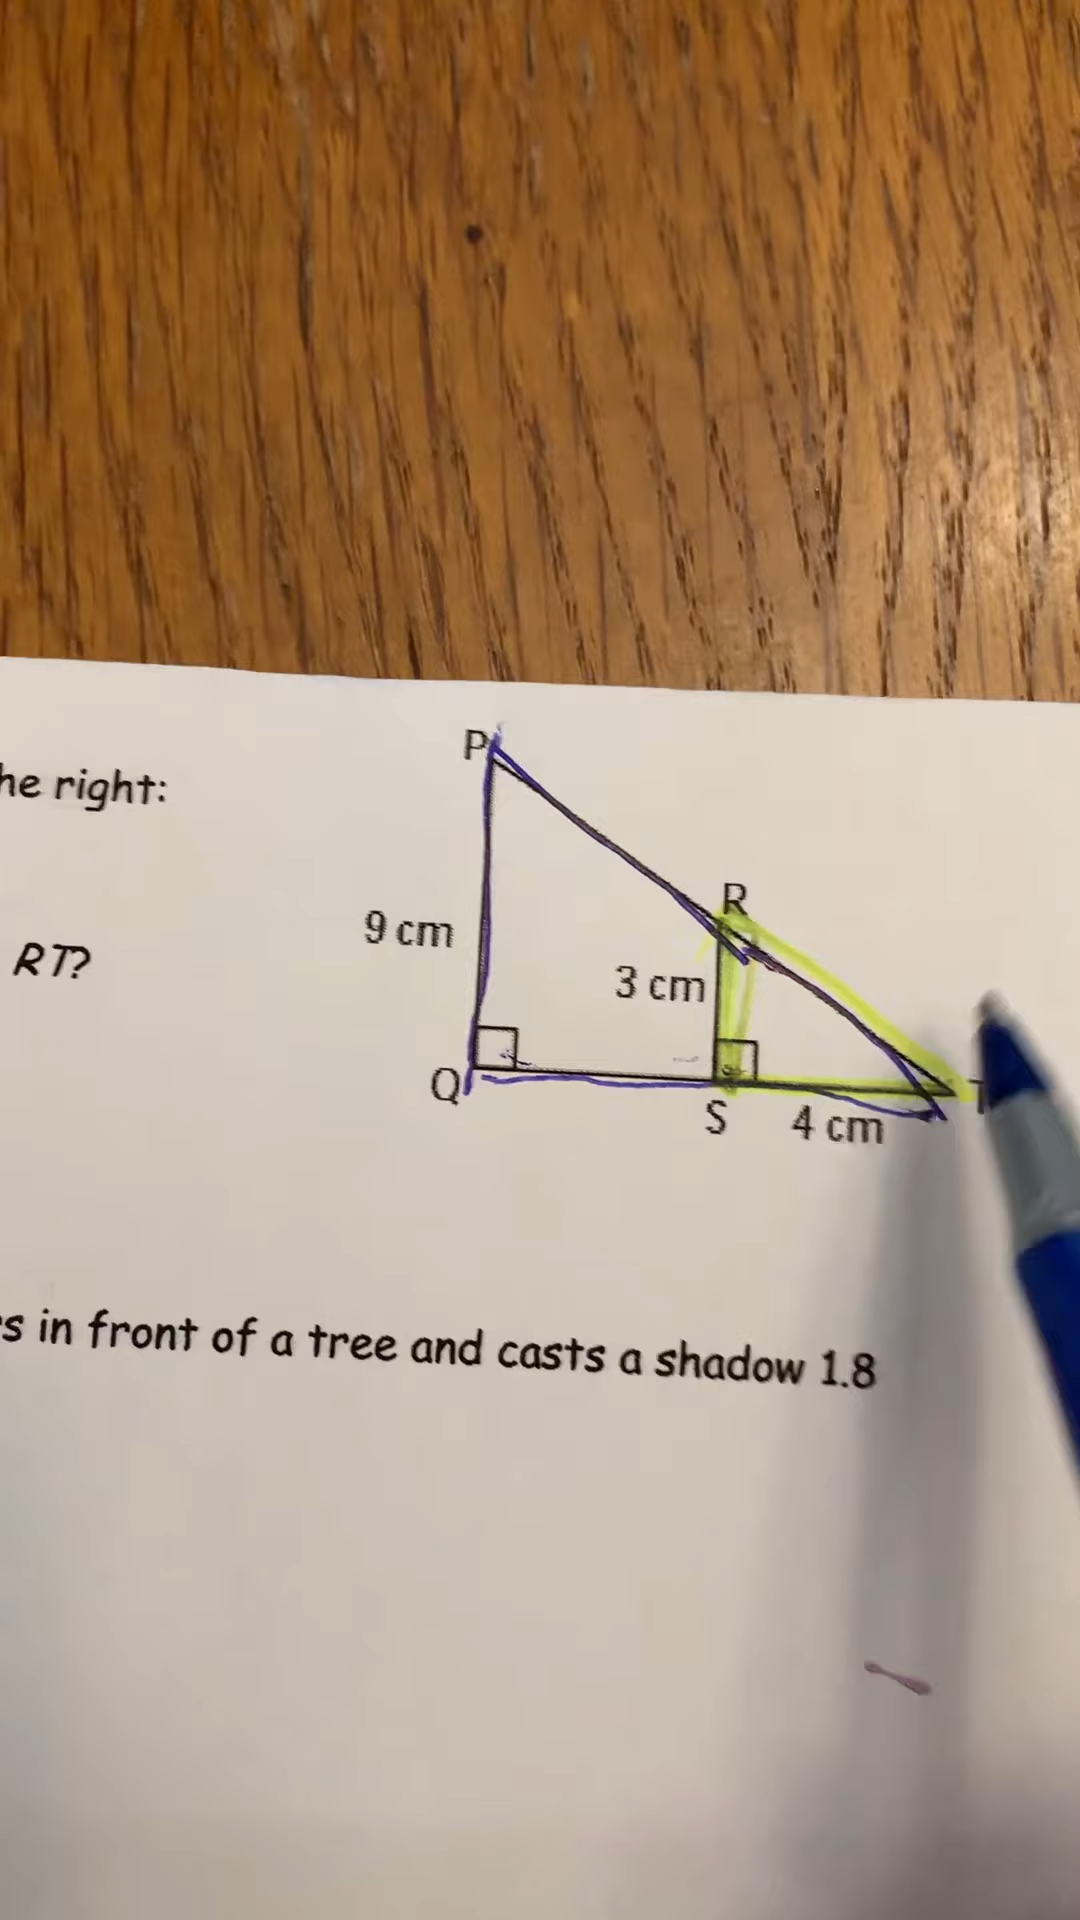 P
he right:
R
9 cm
RT?
3 cm
Q
S
4 cm
s in front of a tree and casts a shadow 1.8